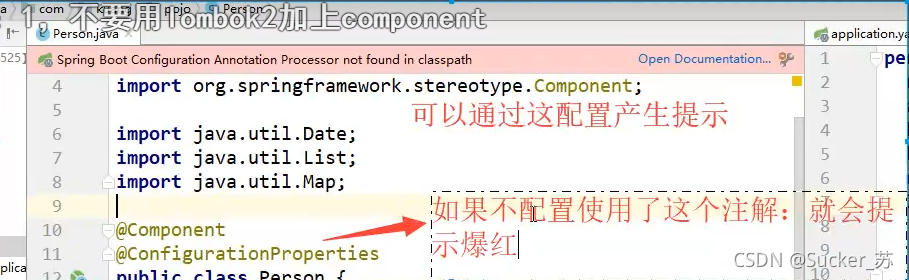 1，不要用Tombok2加上component
com
pojo
Person
Person.java
application.ya
Spring Boot Configuration Annotation Processor not found in classpath
Open Documentation...
525]
4 import org.springframework.stereotype.Component;
可以通过这配置产生提示
5
6 import java.util.Date;
7 import java.util.List;
8 import java.util.Map;
9
如果不配置使用了这个注解：就会提
示爆红
10 @Component
11 @ConfigurationProperties
12 public class Person {
1 per
2
3
4
5
6
7
8
9
10
plicati
CSDN @Sucker_苏